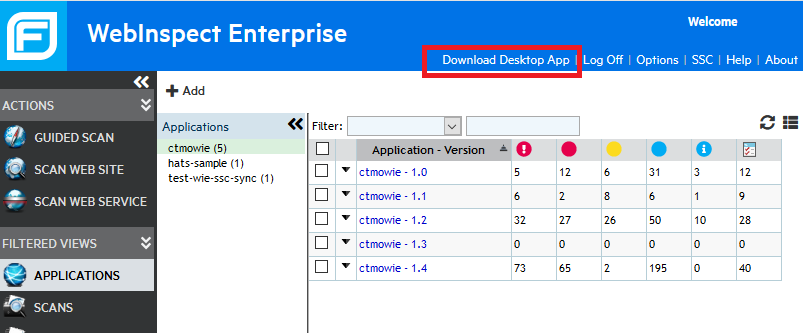 WebInspect Enterprise
Welcome
Download Desktop App | Log Off | Options | SSC | Help | About
Add
ACTIONS
GUIDED SCAN
SCAN WEB SITE
SCAN WEB SERVICE
FILTERED VIEWS
APPLICATIONS
SCANS
Applications
ctmowie (5)
hats-sample (1)
test-wie-ssc-sync (1)
Filter:
Application - Version
ctmowie - 1.0 5 12 6 31 3 12
ctmowie - 1.1 6 2 8 6 1 9
ctmowie - 1.2 32 27 26 50 10 28
ctmowie - 1.3 0 0 0 0 0 0
ctmowie - 1.4 73 65 2 195 0 40